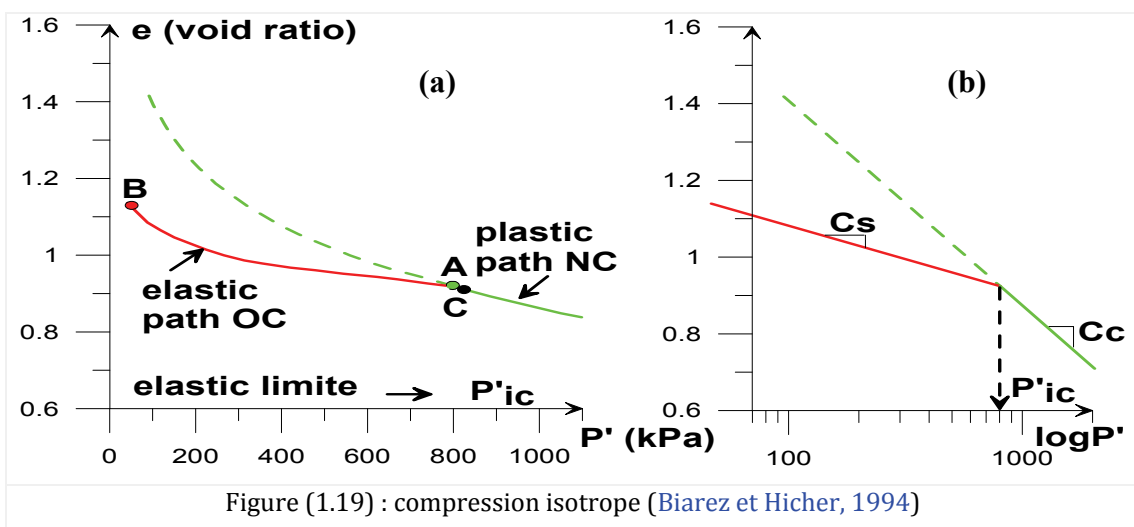 1.6
e (void ratio)
(a)
1.4
1.2
B
1
elastic
path OC
plastic
path NC
A
C
0.8
elastic limite
P'ic
0.6
P' (kPa)
0
200
400
600
800
1000
1.6
(b)
1.4
1.2
Cs
1
0.8
Cc
P'ic
0.6
logP'
100
1000
Figure (1.19) : compression isotrope (Biarez et Hicher, 1994)